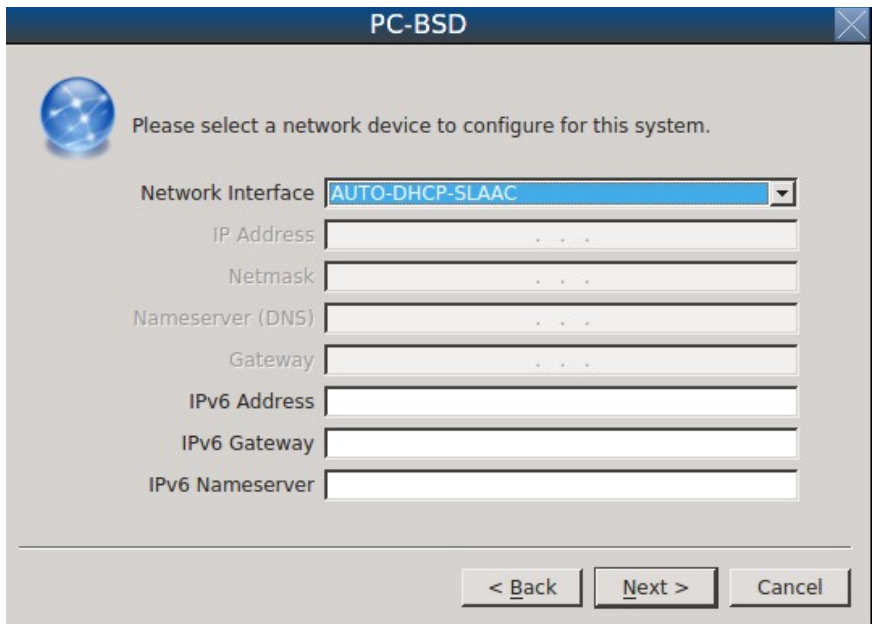 PC-BSD
Please select a network device to configure for this system.
Network Interface AUTO-DHCP-SLAAC
IP Address . . .
Netmask . . .
Nameserver (DNS) . . .
Gateway . . .
IPv6 Address
IPv6 Gateway
IPv6 Nameserver
< Back Next > Cancel